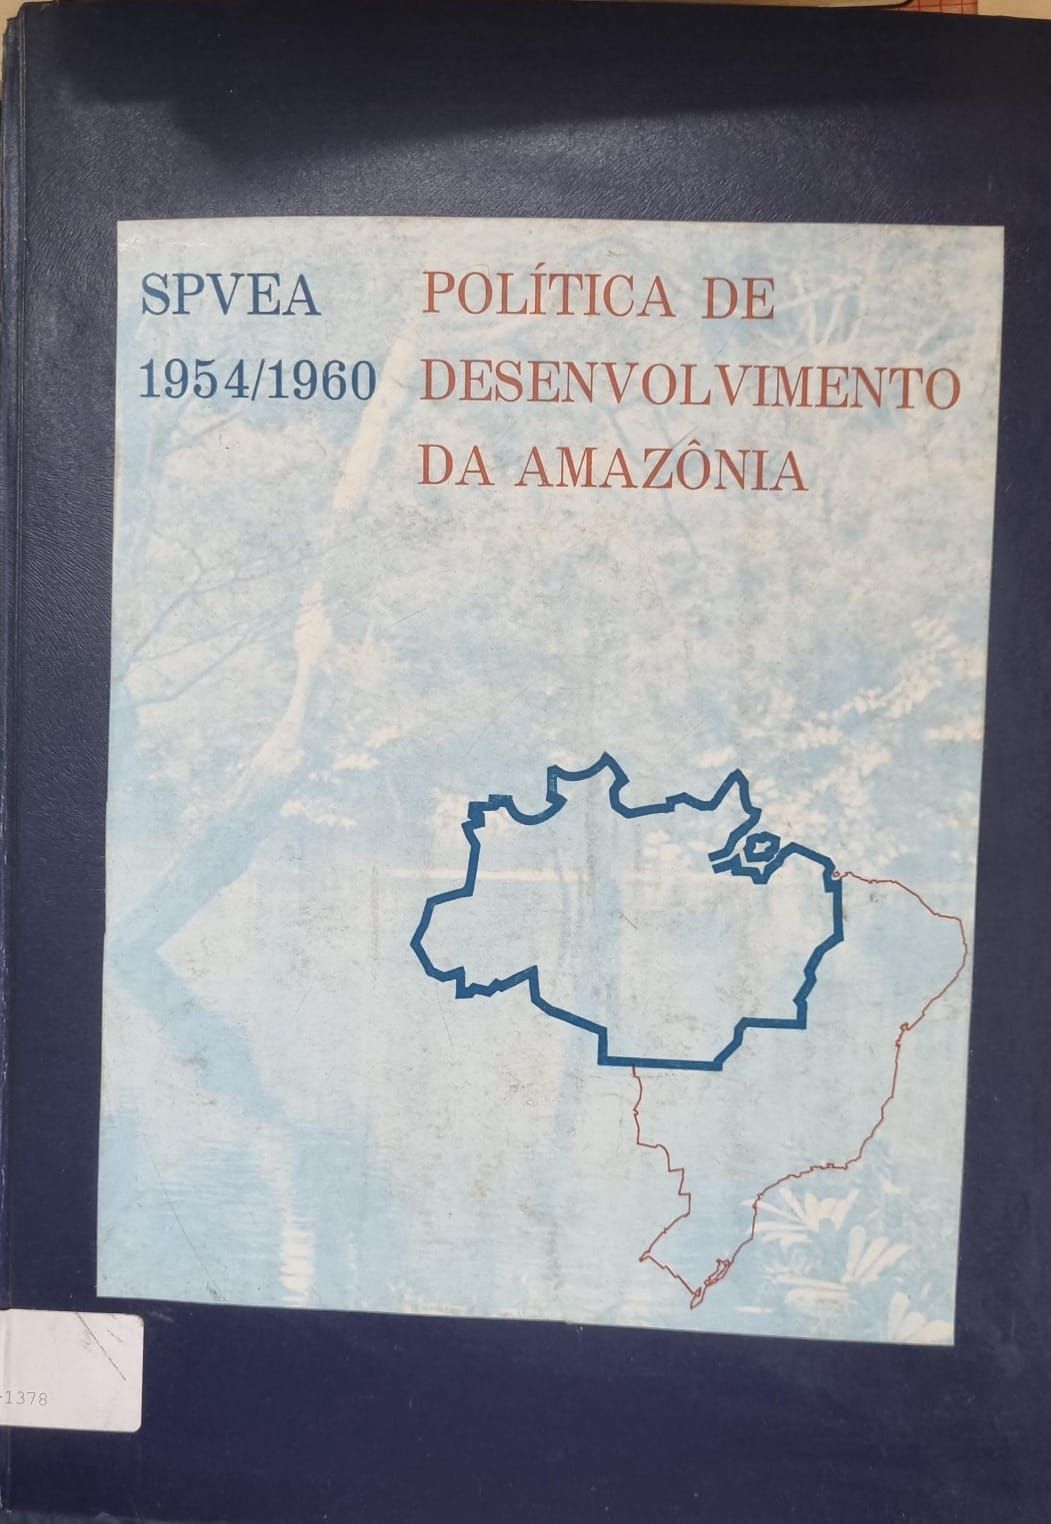 SPVEA
1954/1960
POLÍTICA DE
DESENVOLVIMENTO
DA AMAZÔNIA
-1378